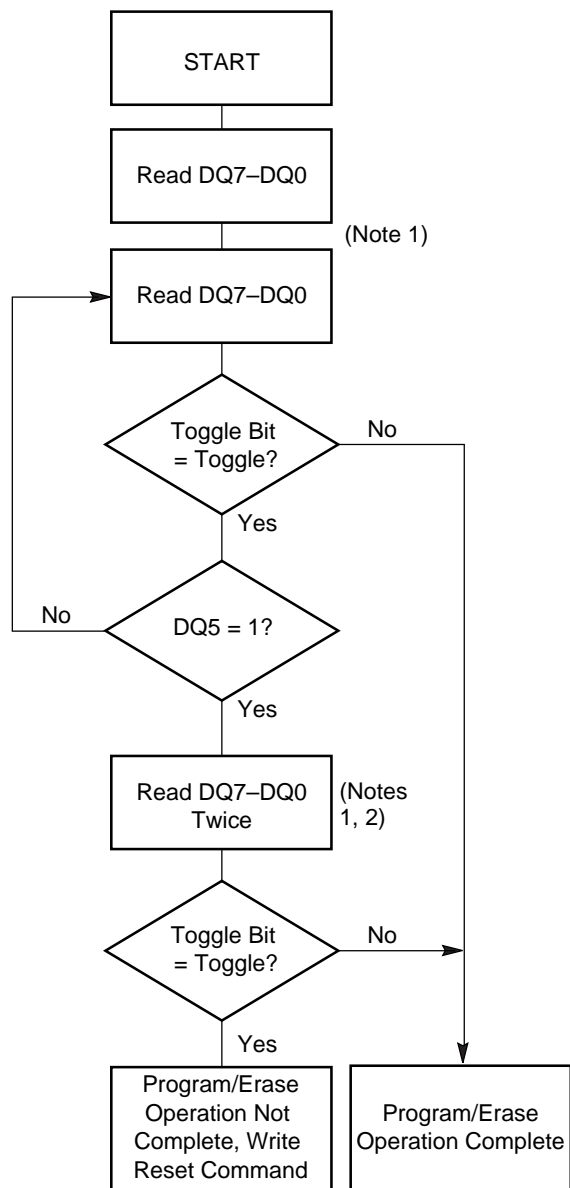 START
Read DQ7–DQ0
(Note 1)
Read DQ7–DQ0
Toggle Bit
= Toggle?
No
Yes
No
DQ5 = 1?
Yes
Read DQ7–DQ0
Twice
(Notes
1, 2)
Toggle Bit
= Toggle?
No
Yes
Program/Erase
Operation Not
Complete, Write
Reset Command
Program/Erase
Operation Complete